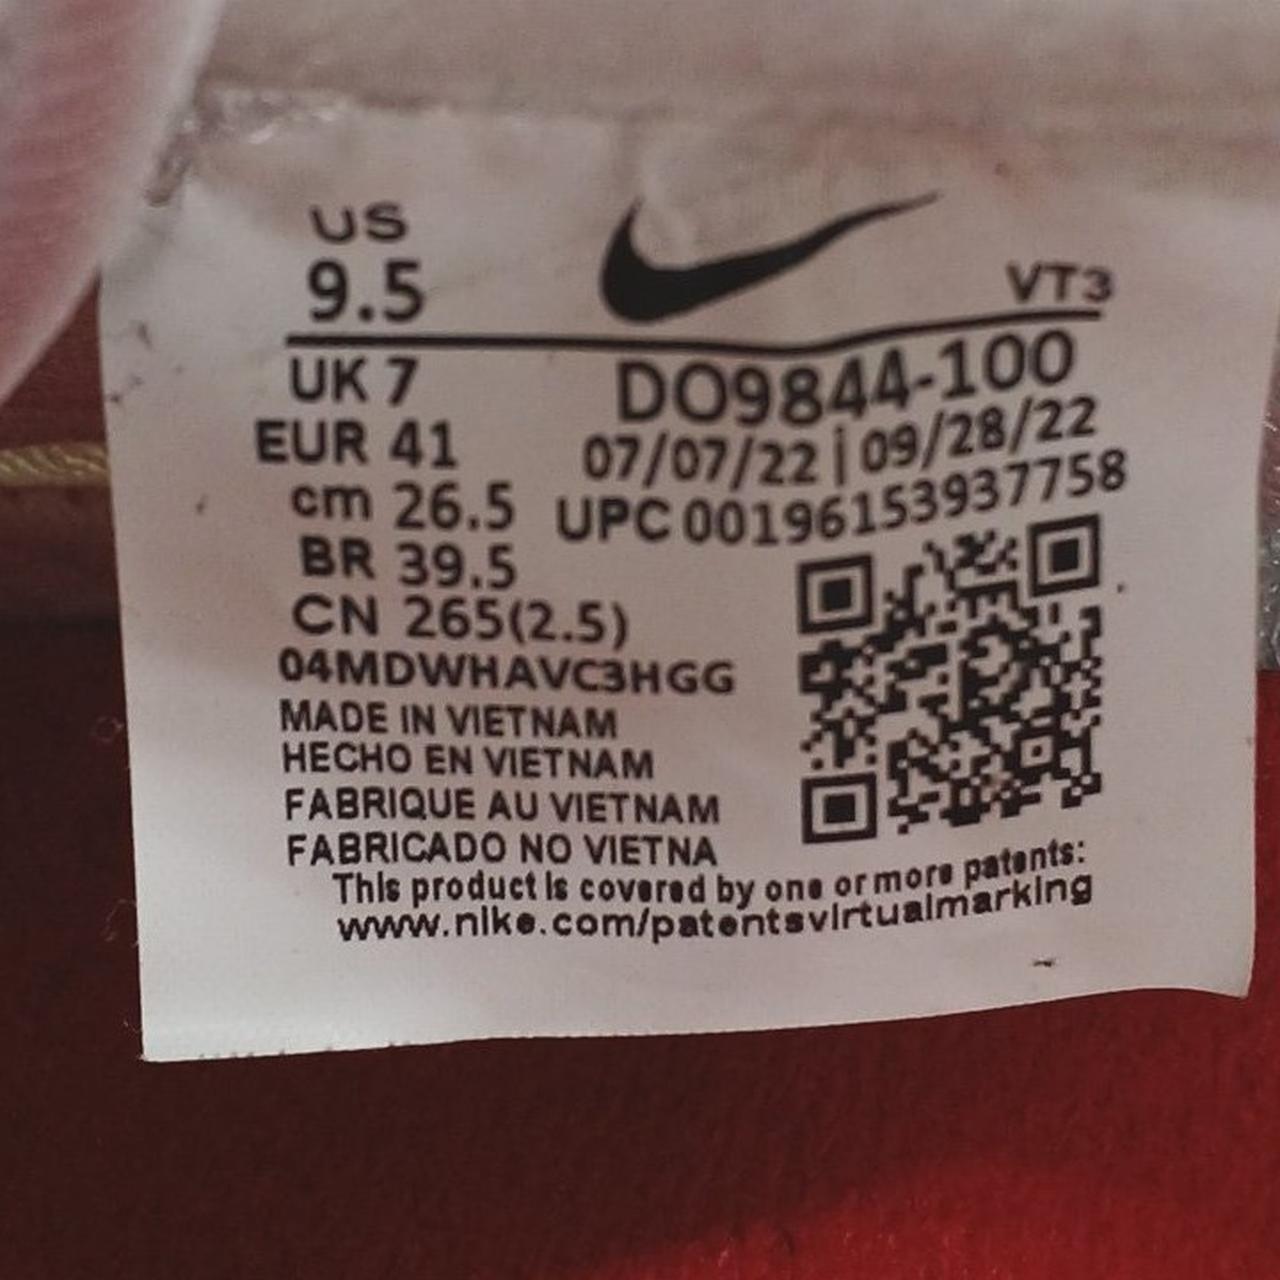 US
9.5
VT3
UK 7
DO9844-100
EUR 41
07/07/22 | 09/28/22
cm 26.5
UPC 00196153937758
BR 39.5
CN 265(2.5)
04MDWHAVC3HGG
MADE IN VIETNAM
HECHO EN VIETNAM
FABRIQUE AU VIETNAM
FABRICADO NO VIETNA
This product is covered by one or more patents:
www.nike.com/patentsvirtualmarking